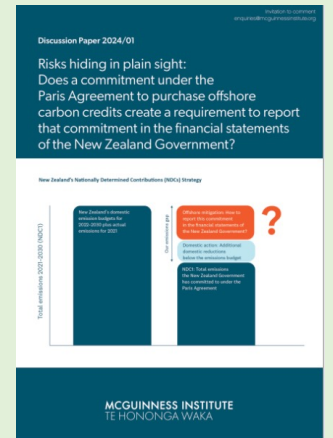 Invitation to comment
enquiries@mcguinnessinstitute.org
Discussion Paper 2024/01
Risks hiding in plain sight:
Does a commitment under the
Paris Agreement to purchase offshore
carbon credits create a requirement to report
that commitment in the financial statements
of the New Zealand Government?
New Zealand's Nationally Determined Contributions (NDCs) Strategy
Total emissions 2021-2030 (NDC1)
New Zealand's domestic
emission budgets for
2022-2030 plus actual
emissions for 2021
Our emissions gap
Offshore mitigation: How to
report this commitment
in the financial statements of
the New Zealand Government?
?
Domestic action: Additional
domestic reductions
below the emissions budget
NDC1: Total emissions
the New Zealand Government
has committed to under the
Paris Agreement
MCGUINNESS INSTITUTE
TE HONONGA WAKA